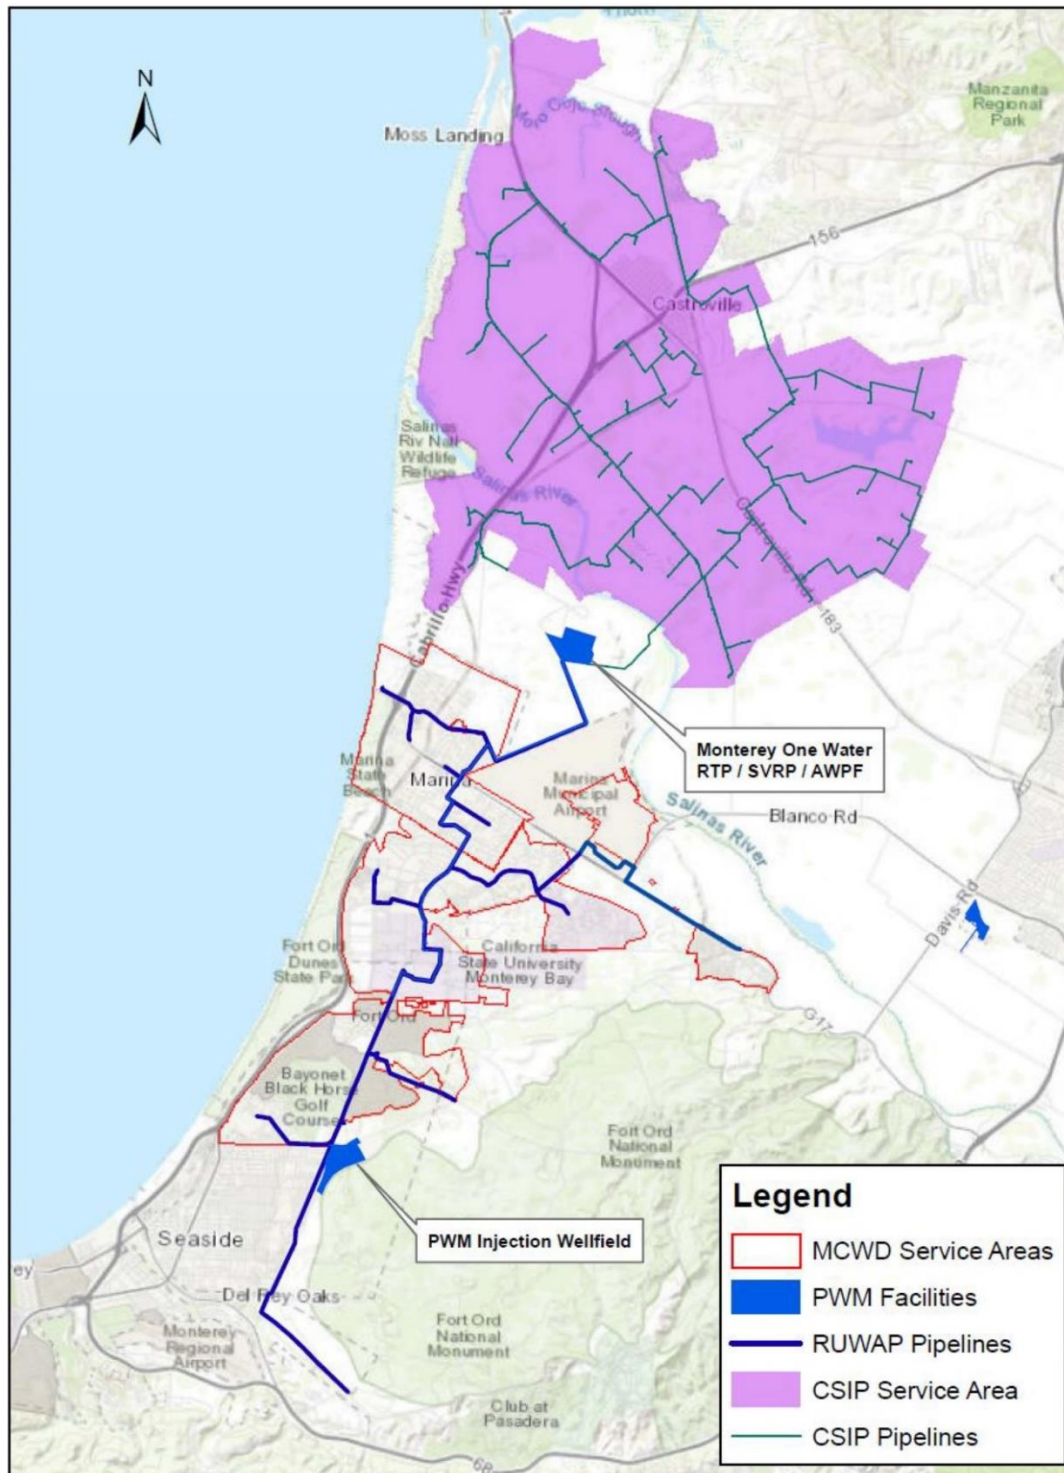 N
Moss Landing
Moro Cojo Slough
Manzanita
Regional
Park
156
Castroville
Salinas
Riv Natl
Wildlife
Refuge
Salinas River
Castroville Rd
183
Cabrillo Hwy
Monterey One Water
RTP / SVRP / AWPF
Marina
State
Beach
Marina
Marina
Municipal
Airport
Salinas
River
Blanco Rd
Davis Rd
Fort Ord
Dunes
State Park
California
State University
Monterey Bay
G17
Fort Ord
Bayonet
Black Horse
Golf
Course
Fort Ord
National
Monument
PWM Injection Wellfield
Seaside
ey
Del Rey Oaks
Monterey
Regional
Airport
Fort Ord
National
Monument
Club at
Pasadera
68
Legend
MCWD Service Areas
PWM Facilities
RUWAP Pipelines
CSIP Service Area
CSIP Pipelines